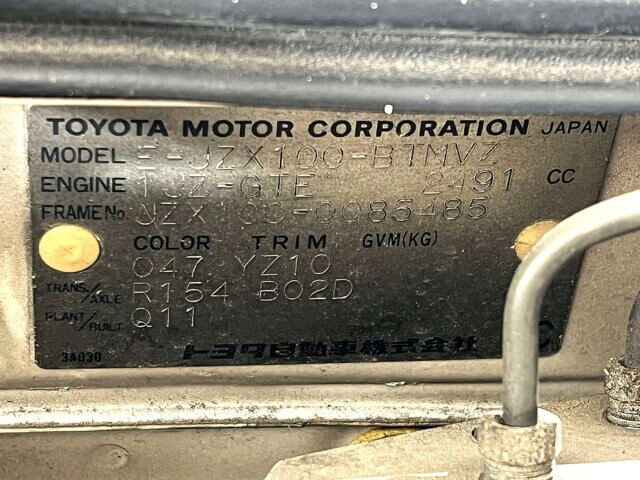 TOYOTA MOTOR CORPORATION JAPAN
MODEL E-JZX100-BTMVZ
ENGINE 1JZ-GTE 2491 CC
FRAME No JZX100-0085485
COLOR TRIM GVM(KG)
047 YZ10
TRANS./AXLE R154 B02D
PLANT/BUILT Q11
3A030 トヨタ自動車株式会社 C